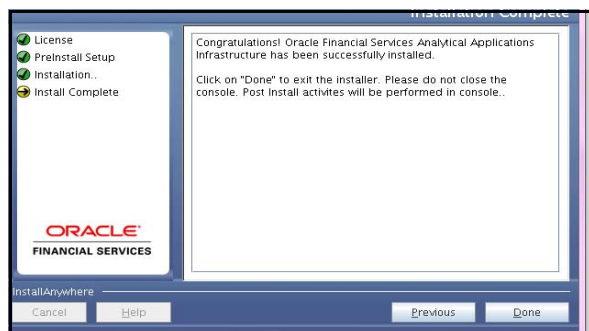 Installation Complete
License
PreInstall Setup
Installation..
Install Complete
Congratulations! Oracle Financial Services Analytical Applications
Infrastructure has been successfully installed.
Click on "Done" to exit the installer. Please do not close the
console. Post Install activites will be performed in console..
ORACLE
FINANCIAL SERVICES
InstallAnywhere
Cancel
Help
Previous
Done